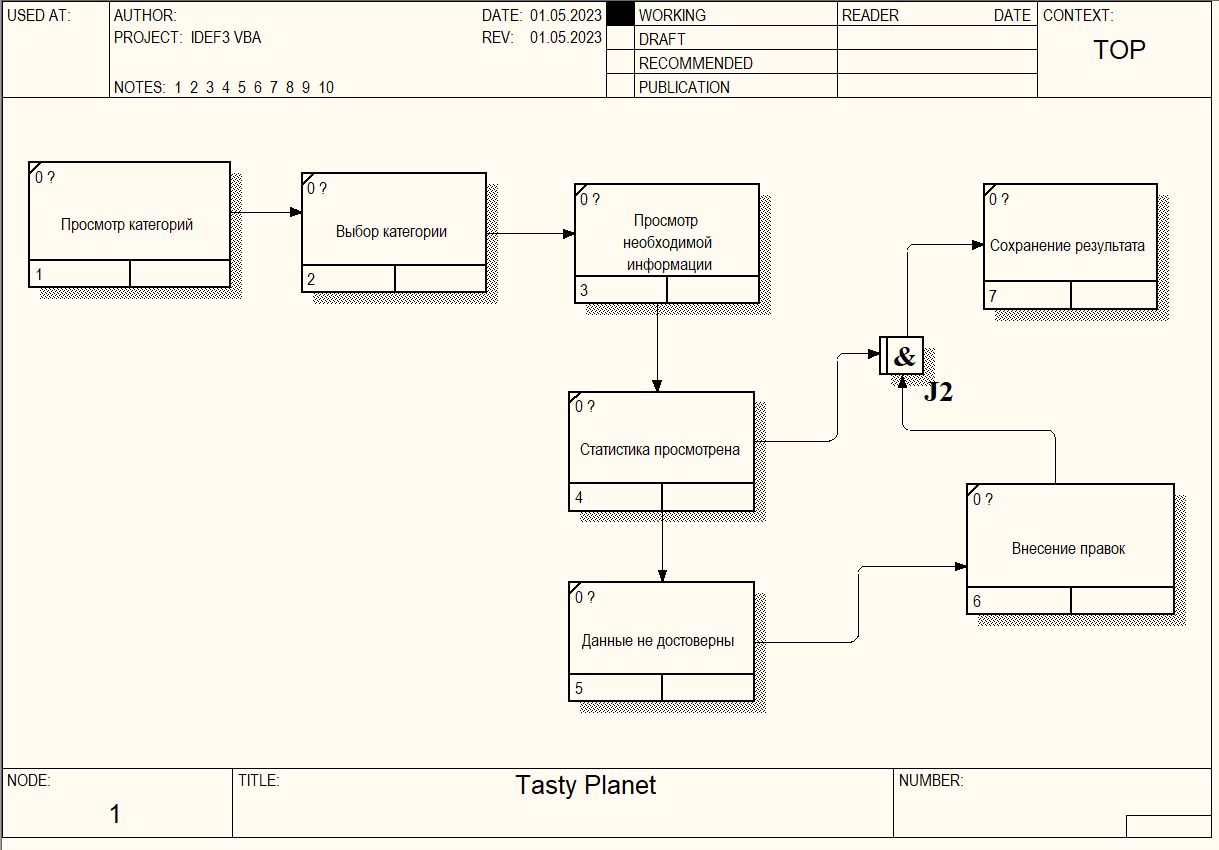 USED AT:
AUTHOR:
DATE: 01.05.2023
PROJECT: IDEF3 VBA
REV: 01.05.2023
NOTES: 1 2 3 4 5 6 7 8 9 10
WORKING
DRAFT
RECOMMENDED
PUBLICATION
READER
DATE
CONTEXT:
TOP
0 ?
Просмотр категорий
1
0 ?
Выбор категории
2
0 ?
Просмотр
необходимой
информации
3
0 ?
Сохранение результата
7
&
J2
0 ?
Статистика просмотрена
4
0 ?
Внесение правок
6
0 ?
Данные не достоверны
5
NODE:
1
TITLE:
Tasty Planet
NUMBER: